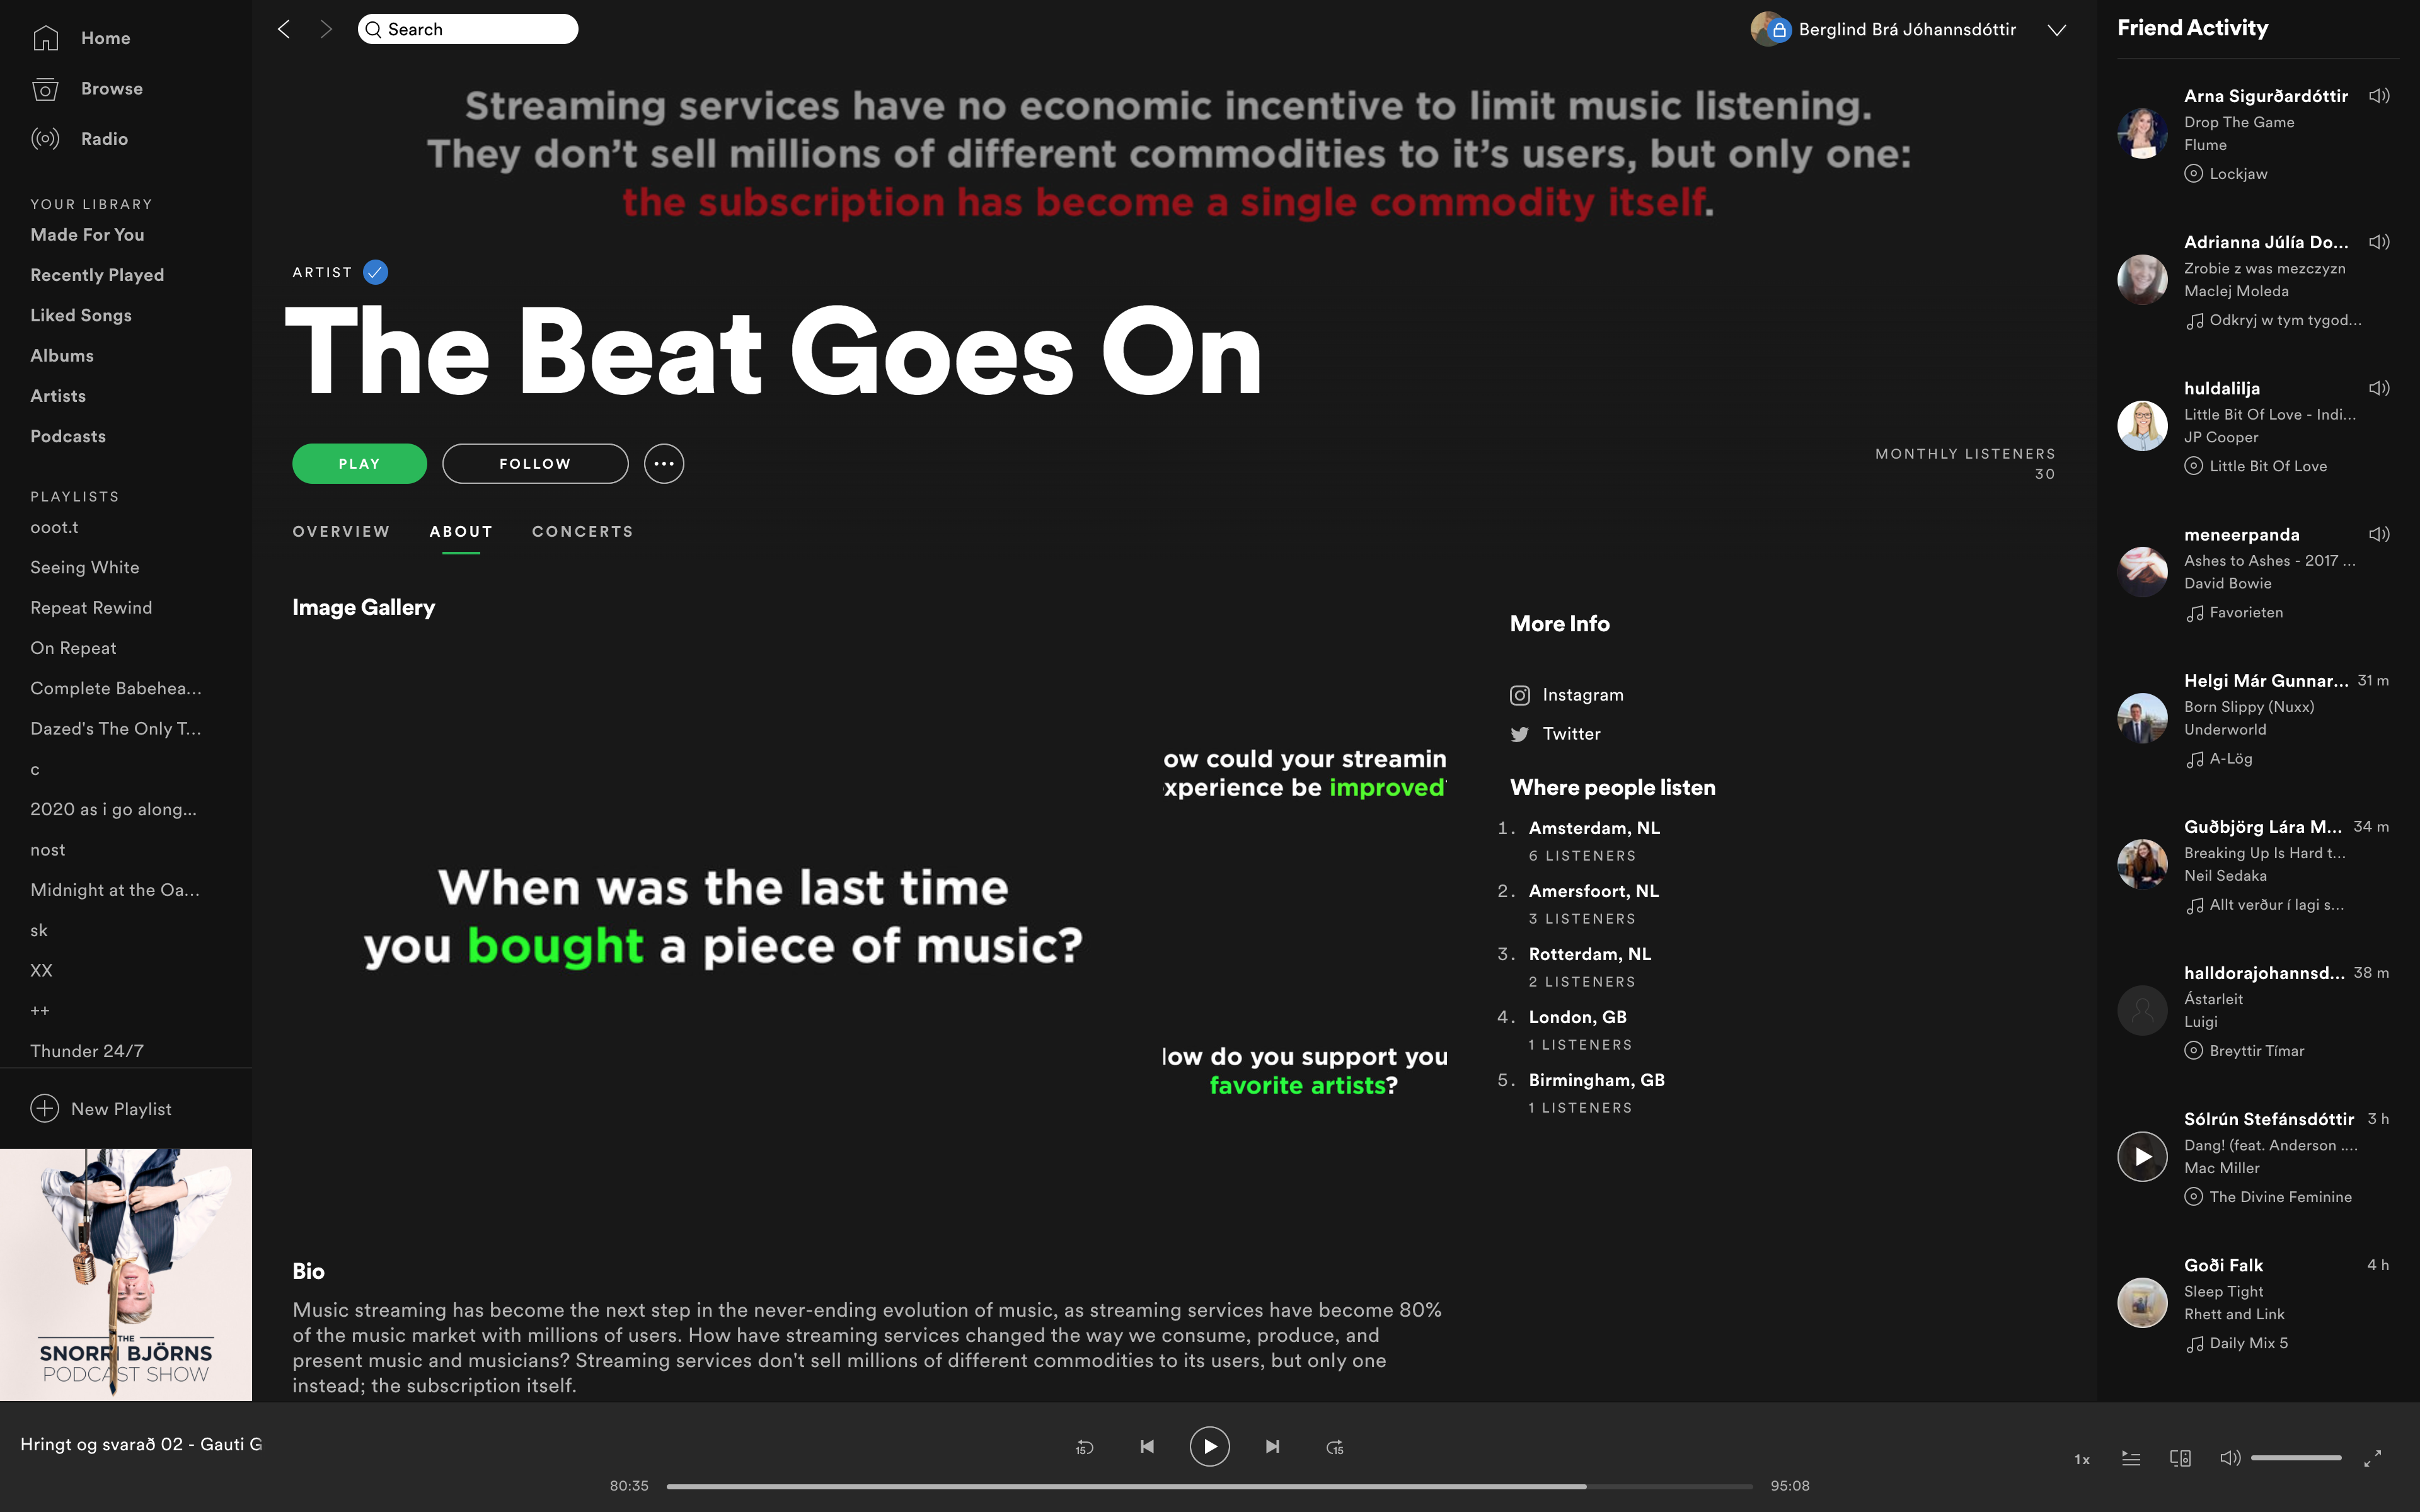 Home
Browse
Radio
YOUR LIBRARY
Made For You
Recently Played
Liked Songs
Albums
Artists
Podcasts
PLAYLISTS
ooot.t
Seeing White
Repeat Rewind
On Repeat
Complete Babehea...
Dazed's The Only T...
c
2020 as i go along...
nost
Midnight at the Oa...
sk
XX
++
Thunder 24/7
New Playlist
THE
SNORRI BJÖRNS
PODCAST SHOW
Search
Berglind Brá Jóhannsdóttir
Streaming services have no economic incentive to limit music listening.
They don't sell millions of different commodities to it's users, but only one:
the subscription has become a single commodity itself.
ARTIST
The Beat Goes On
PLAY
FOLLOW
MONTHLY LISTENERS
30
OVERVIEW
ABOUT
CONCERTS
Image Gallery
When was the last time
you bought a piece of music?
ow could your streamin
xperience be improved
ow do you support you
favorite artists?
More Info
Instagram
Twitter
Where people listen
1. Amsterdam, NL
6 LISTENERS
2. Amersfoort, NL
3 LISTENERS
3. Rotterdam, NL
2 LISTENERS
4. London, GB
1 LISTENERS
5. Birmingham, GB
1 LISTENERS
Bio
Music streaming has become the next step in the never-ending evolution of music, as streaming services have become 80%
of the music market with millions of users. How have streaming services changed the way we consume, produce, and
present music and musicians? Streaming services don't sell millions of different commodities to its users, but only one
instead; the subscription itself.
Friend Activity
Arna Sigurðardóttir
Drop The Game
Flume
Lockjaw
Adrianna Júlía Do...
Zrobie z was mezczyzn
Maclej Moleda
Odkryj w tym tygod...
huldalilja
Little Bit Of Love - Indi...
JP Cooper
Little Bit Of Love
meneerpanda
Ashes to Ashes - 2017 ...
David Bowie
Favorieten
Helgi Már Gunnar... 31 m
Born Slippy (Nuxx)
Underworld
A-Lög
Guðbjörg Lára M... 34 m
Breaking Up Is Hard t...
Neil Sedaka
Allt verður í lagi s...
halldorajohannsd... 38 m
Ástarleit
Luigi
Breyttir Tímar
Sólrún Stefánsdóttir 3 h
Dang! (feat. Anderson ....
Mac Miller
The Divine Feminine
Goði Falk 4 h
Sleep Tight
Rhett and Link
Daily Mix 5
Hringt og svarað 02 - Gauti G
15
15
80:35
95:08
1x